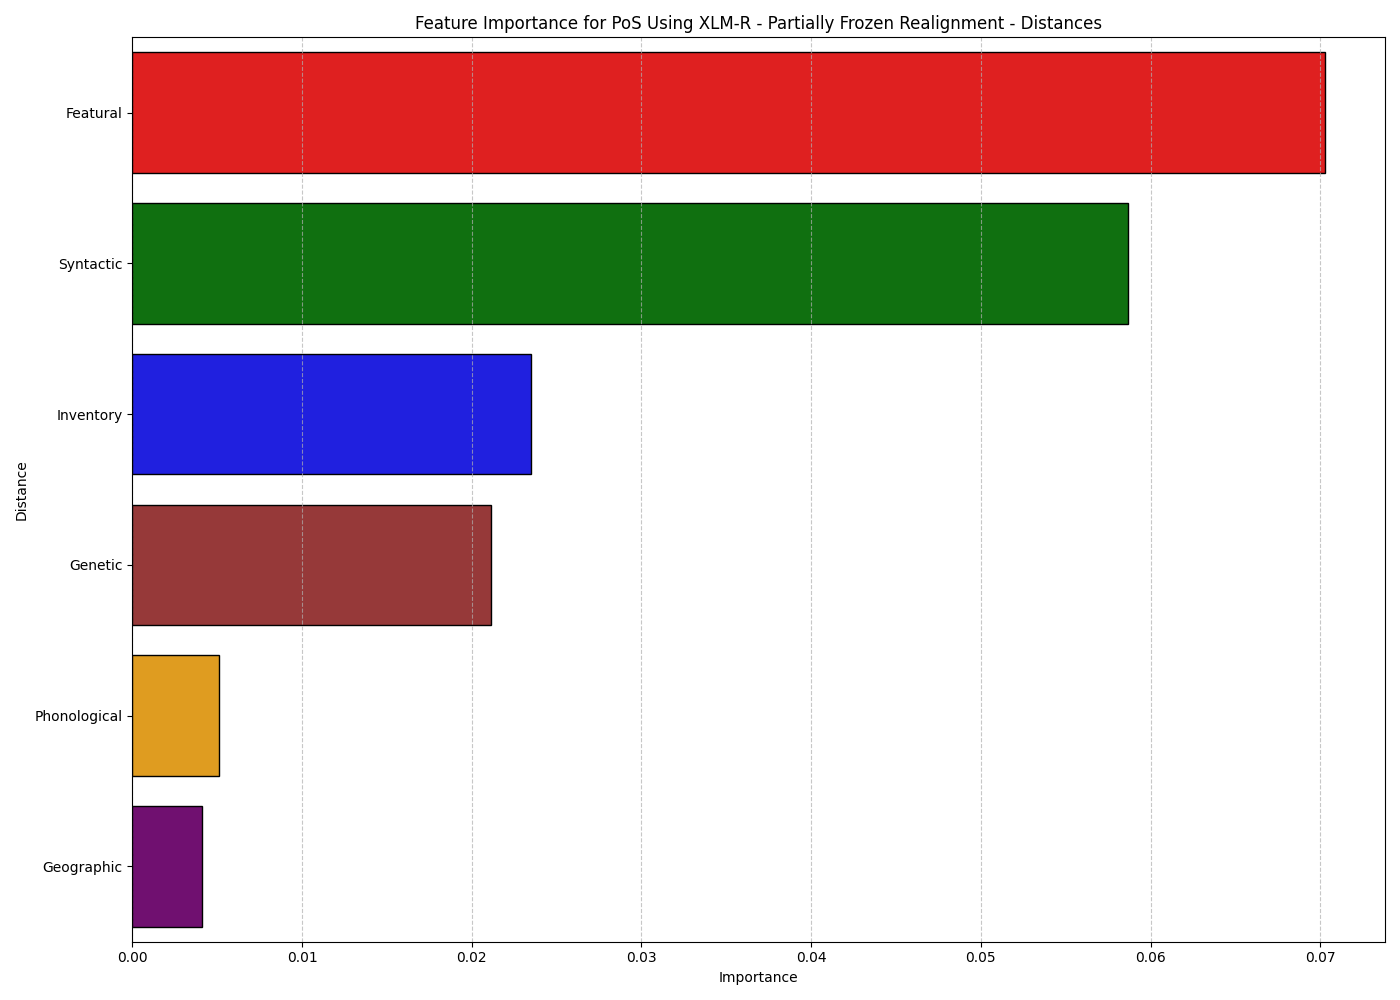 Feature Importance for PoS Using XLM-R - Partially Frozen Realignment - Distances
Distance
Featural
Syntactic
Inventory
Genetic
Phonological
Geographic
0.00 0.01 0.02 0.03 0.04 0.05 0.06 0.07
Importance